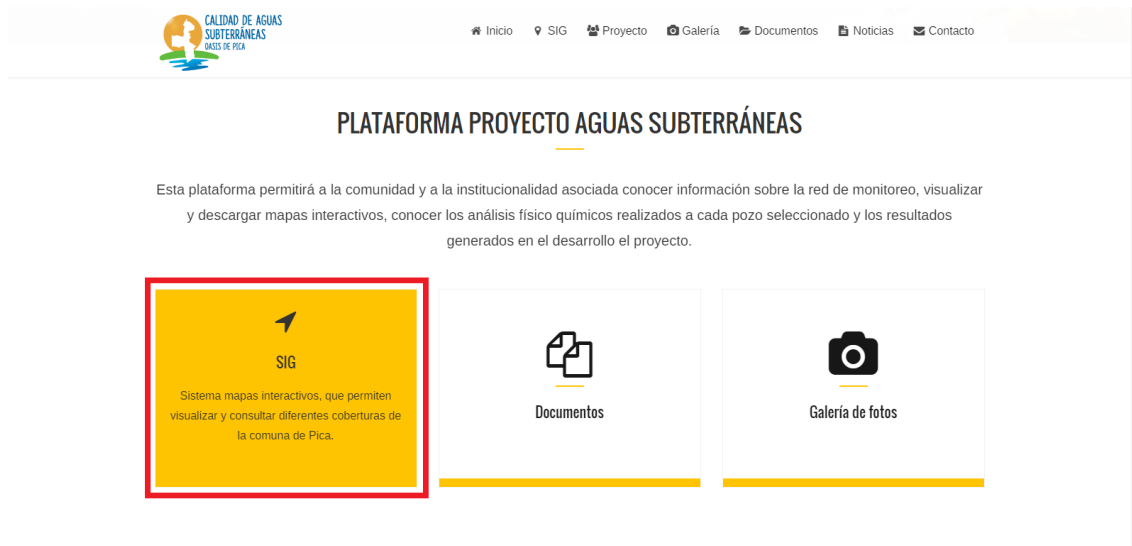 CALIDAD DE AGUAS
SUBTERRÁNEAS
OASIS DE PICA
Inicio SIG Proyecto Galería Documentos Noticias Contacto
PLATAFORMA PROYECTO AGUAS SUBTERRÁNEAS
Esta plataforma permitirá a la comunidad y a la institucionalidad asociada conocer información sobre la red de monitoreo, visualizar
y descargar mapas interactivos, conocer los análisis físico químicos realizados a cada pozo seleccionado y los resultados
generados en el desarrollo el proyecto.
SIG
Sistema mapas interactivos, que permiten
visualizar y consultar diferentes coberturas de
la comuna de Pica.
Documentos
Galería de fotos